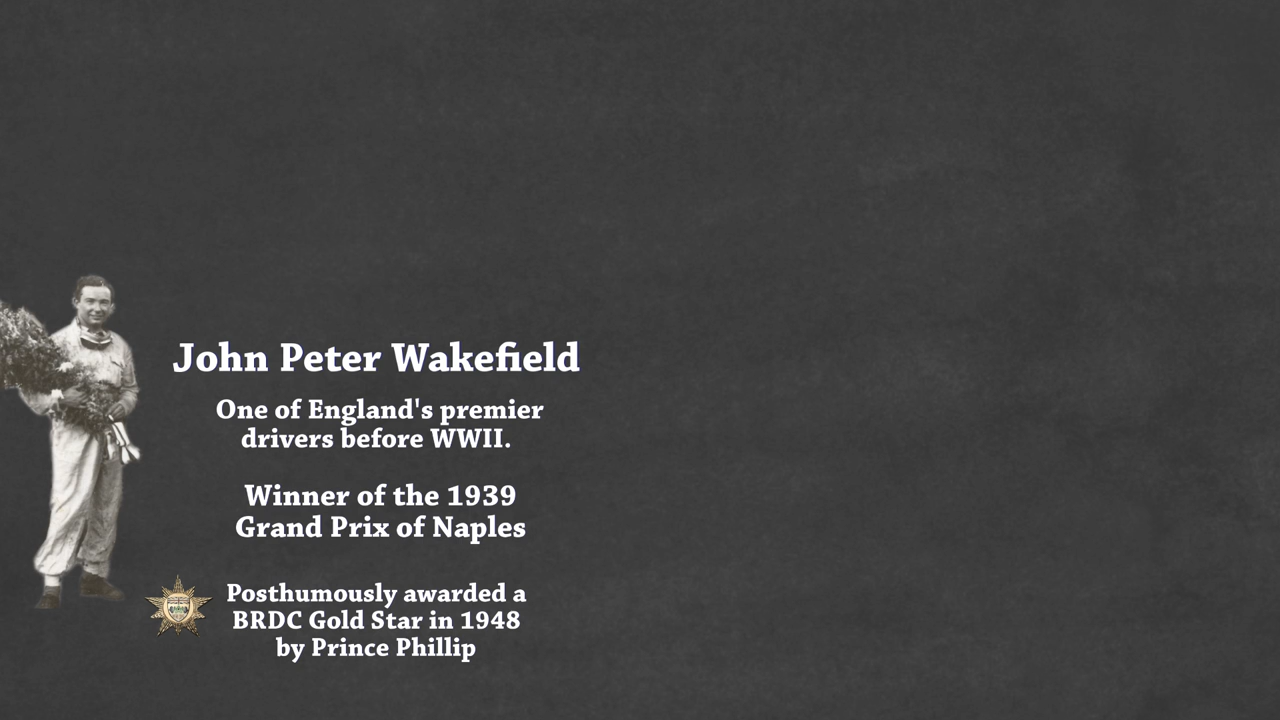 John Peter Wakefield
One of England's premier
drivers before WWII.
Winner of the 1939
Grand Prix of Naples
Posthumously awarded a
BRDC Gold Star in 1948
by Prince Phillip